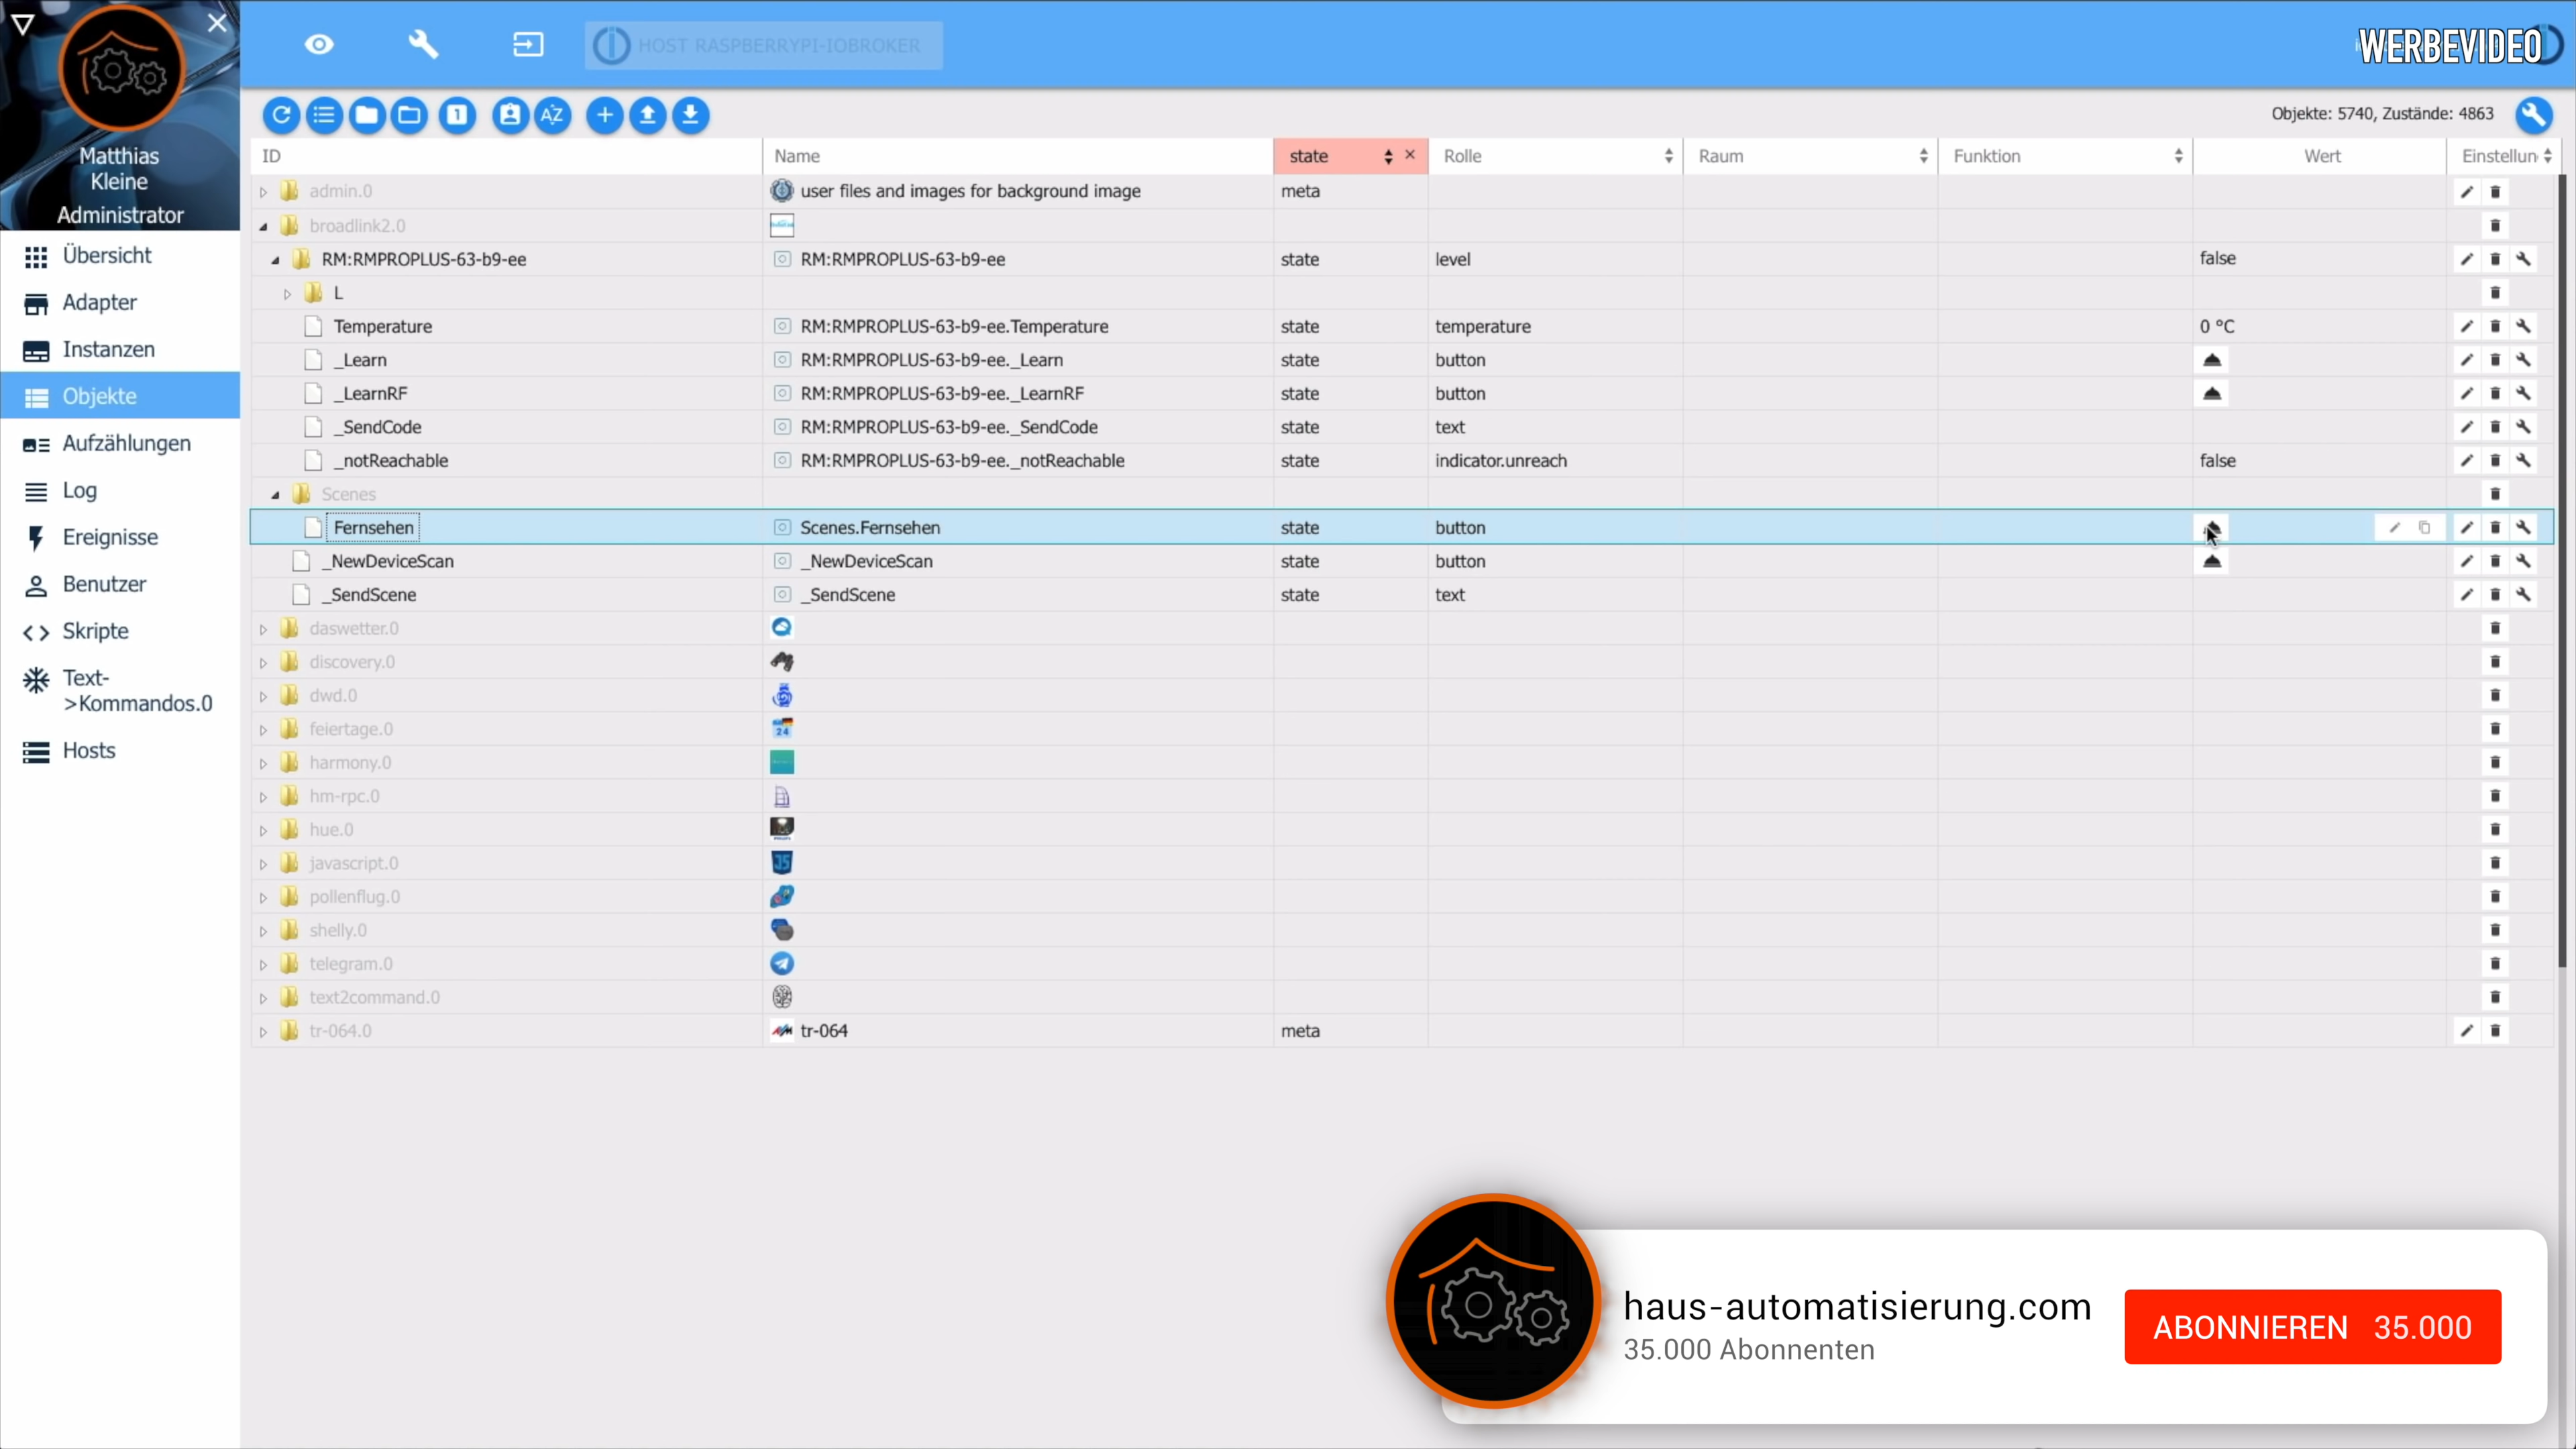 HOST RASPBERRYPI-IOBROKER
WERBEVIDEO
Matthias
Kleine
Administrator
Objekte: 5740, Zustände: 4863
Übersicht
Adapter
Instanzen
Objekte
Aufzählungen
Log
Ereignisse
Benutzer
Skripte
Text-
>Kommandos.0
Hosts
ID Name state Rolle Raum Funktion Wert Einstellun
admin.0 user files and images for background image meta
broadlink2.0
RM:RMPROPLUS-63-b9-ee RM:RMPROPLUS-63-b9-ee state level false
L
Temperature RM:RMPROPLUS-63-b9-ee.Temperature state temperature 0 °C
_Learn RM:RMPROPLUS-63-b9-ee._Learn state button
_LearnRF RM:RMPROPLUS-63-b9-ee._LearnRF state button
_SendCode RM:RMPROPLUS-63-b9-ee._SendCode state text
_notReachable RM:RMPROPLUS-63-b9-ee._notReachable state indicator.unreach false
Scenes
Fernsehen Scenes.Fernsehen state button
_NewDeviceScan _NewDeviceScan state button
_SendScene _SendScene state text
daswetter.0
discovery.0
dwd.0
feiertage.0
24
harmony.0
hm-rpc.0
hue.0
javascript.0
pollenflug.0
shelly.0
telegram.0
text2command.0
tr-064.0 tr-064 meta
haus-automatisierung.com
35.000 Abonnenten
ABONNIEREN 35.000